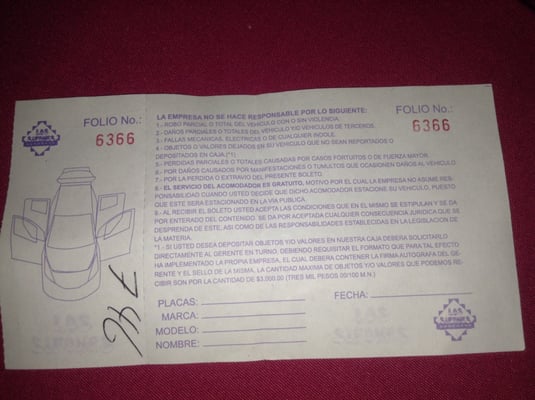 FOLIO No.:
6366
LA EMPRESA NO SE HACE RESPONSABLE POR LO SIGUIENTE:
1.- ROBO PARCIAL O TOTAL DEL VEHICULO CON O SIN VIOLENCIA.
2.- DAÑOS PARCIALES O TOTALES DEL VEHICULO Y/O VEHICULOS DE TERCEROS.
3.- FALLAS MECANICAS, ELECTRICAS O DE CUALQUIER INDOLE.
4.- OBJETOS O VALORES DEJADOS EN SU VEHICULO QUE NO SEAN REPORTADOS O
DEPOSITADOS EN CAJA.(*1)
5.- PERDIDAS PARCIALES O TOTALES CAUSADAS POR CASOS FORTUITOS O DE FUERZA MAYOR.
6.- POR DAÑOS CAUSADOS POR MANIFESTACIONES O TUMULTOS QUE OCASIONEN DAÑOS AL VEHICULO
7.- POR LA PERDIDA O EXTRAVIO DEL PRESENTE BOLETO.
8.- EL SERVICIO DEL ACOMODADOR ES GRATUITO, MOTIVO POR EL CUAL LA EMPRESA NO ASUME RES-
PONSABILIDAD CUANDO USTED DECIDE QUE DICHO ACOMODADOR ESTACIONE SU VEHICULO, PUESTO
QUE ESTE SERA ESTACIONADO EN LA VIA PUBLICA.
9.- AL RECIBIR EL BOLETO USTED ACEPTA LAS CONDICIONES QUE EN EL MISMO SE ESTIPULAN Y SE DA
POR ENTERADO DEL CONTENIDO. SE DA POR ACEPTADO CUALQUIER CONSECUENCIA JURIDICA QUE SE
DESPRENDA DE ESTE, ASI COMO DE LAS RESPONSABILIDADES ESTABLECIDAS EN LA LEGISLACION DE
LA MATERIA.
*1 - SI USTED DESEA DEPOSITAR OBJETOS Y/O VALORES EN NUESTRA CAJA DEBERA SOLICITARLO
DIRECTAMENTE AL GERENTE EN TURNO. DEBIENDO REQUISITAR EL FORMATO QUE PARA TAL EFECTO
HA IMPLEMENTADO LA PROPIA EMPRESA, EL CUAL DEBERA CONTENER LA FIRMA AUTOGRAFA DEL GE-
RENTE Y EL SELLO DE LA MISMA, LA CANTIDAD MAXIMA DE OBJETOS Y/O VALORES QUE PODEMOS RE-
CIBIR SON POR LA CANTIDAD DE $3,000.00 (TRES MIL PESOS 00/100 M.N.)
FOLIO No.:
6366
PLACAS:
MARCA:
MODELO:
NOMBRE:
FECHA: